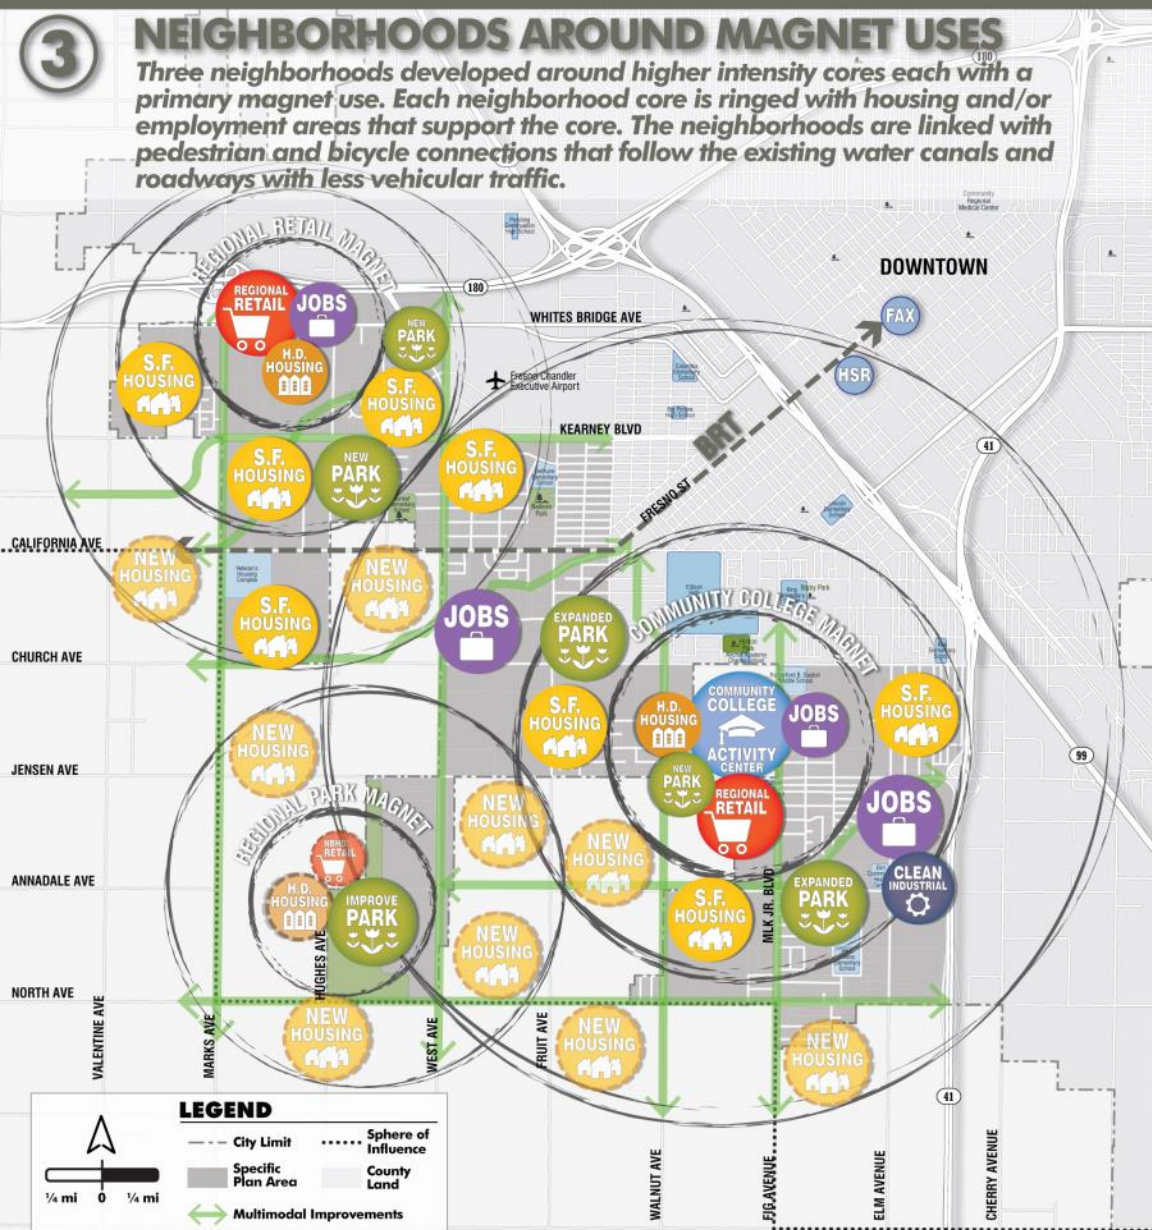 3
NEIGHBORHOODS AROUND MAGNET USES
Three neighborhoods developed around higher intensity cores each with a
primary magnet use. Each neighborhood core is ringed with housing and/or
employment areas that support the core. The neighborhoods are linked with
pedestrian and bicycle connections that follow the existing water canals and
roadways with less vehicular traffic.
180
Community
Regional
Medical Center
DOWNTOWN
REGIONAL RETAIL MAGNET
REGIONAL
RETAIL
JOBS
H.D.
HOUSING
NEW
PARK
180
WHITES BRIDGE AVE
FAX
HSR
S.F.
HOUSING
S.F.
HOUSING
Fresno Chandler
Executive Airport
KEARNEY BLVD
BRT
FRESNO ST
41
S.F.
HOUSING
NEW
PARK
S.F.
HOUSING
CALIFORNIA AVE
NEW
HOUSING
NEW
HOUSING
S.F.
HOUSING
JOBS
EXPANDED
PARK
COMMUNITY COLLEGE MAGNET
CHURCH AVE
COMMUNITY
COLLEGE
ACTIVITY
CENTER
H.D.
HOUSING
JOBS
S.F.
HOUSING
S.F.
HOUSING
NEW
PARK
REGIONAL
RETAIL
JOBS
99
NEW
HOUSING
JENSEN AVE
REGIONAL PARK MAGNET
NEW
HOUSING
NEW
HOUSING
NBHD.
RETAIL
H.D.
HOUSING
IMPROVE
PARK
ANNADALE AVE
S.F.
HOUSING
MLK JR. BLVD
EXPANDED
PARK
CLEAN
INDUSTRIAL
NEW
HOUSING
HUGHES AVE
NORTH AVE
VALENTINE AVE
MARKS AVE
NEW
HOUSING
WEST AVE
FRUIT AVE
NEW
HOUSING
NEW
HOUSING
41
WALNUT AVE
FIG AVENUE
ELM AVENUE
CHERRY AVENUE
LEGEND
City Limit
Sphere of
Influence
Specific
Plan Area
County
Land
Multimodal Improvements
¼ mi 0 ¼ mi